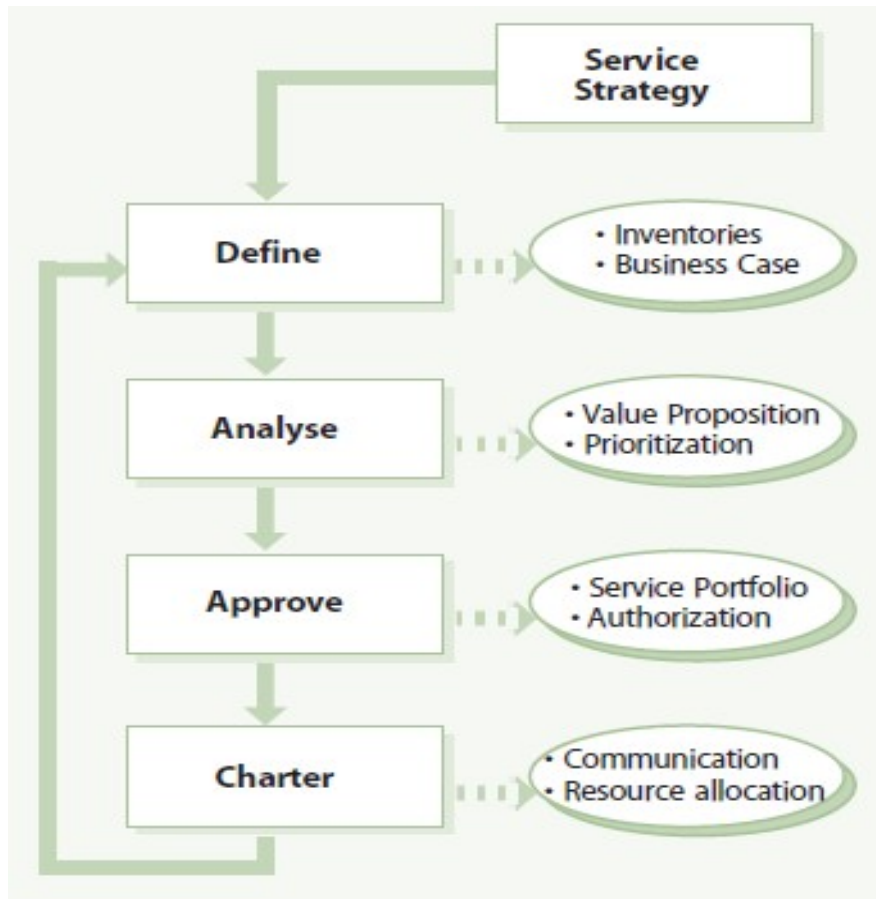 Service
Strategy
Define
• Inventories
• Business Case
Analyse
• Value Proposition
• Prioritization
Approve
• Service Portfolio
• Authorization
Charter
• Communication
• Resource allocation